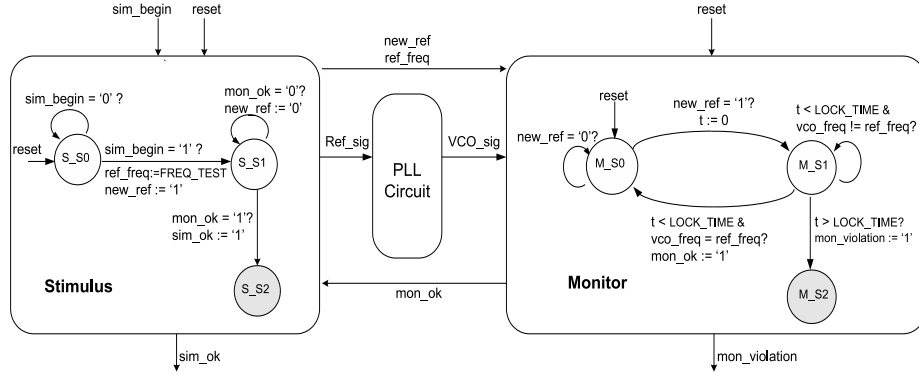 sim_begin
reset
reset
new_ref
ref_freq
sim_begin = ‘0’ ?
mon_ok = ‘0’?
new_ref := ‘0’
reset
S_S0
sim_begin = ‘1’ ?
ref_freq:=FREQ_TEST
new_ref := ‘1’
S_S1
mon_ok = ‘1’?
sim_ok := ‘1’
S_S2
Stimulus
Ref_sig
PLL
Circuit
VCO_sig
mon_ok
reset
new_ref = ‘0’?
M_S0
new_ref = ‘1’?
t := 0
t < LOCK_TIME &
vco_freq != ref_freq?
M_S1
t < LOCK_TIME &
vco_freq = ref_freq?
mon_ok := ‘1’
t > LOCK_TIME?
mon_violation := ‘1’
M_S2
Monitor
sim_ok
mon_violation